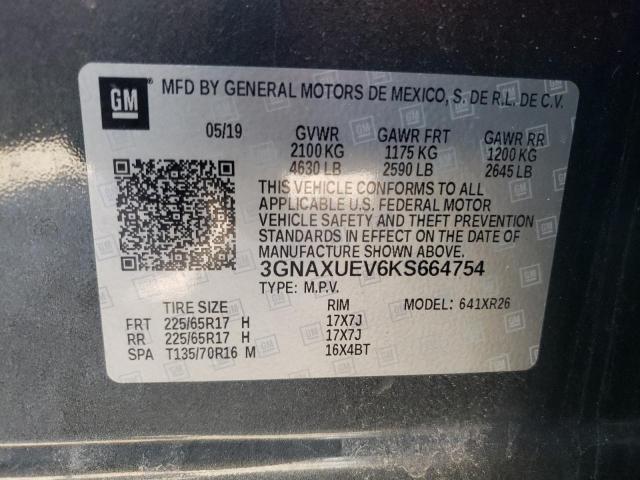 GM MFD BY GENERAL MOTORS DE MEXICO, S. DE R.L. DE C.V.
05/19 GVWR GAWR FRT GAWR RR
2100 KG 1175 KG 1200 KG
4630 LB 2590 LB 2645 LB
THIS VEHICLE CONFORMS TO ALL
APPLICABLE U.S. FEDERAL MOTOR
VEHICLE SAFETY AND THEFT PREVENTION
STANDARDS IN EFFECT ON THE DATE OF
MANUFACTURE SHOWN ABOVE.
3GNAXUEV6KS664754
TYPE: M.P.V.
TIRE SIZE RIM MODEL: 641XR26
FRT 225/65R17 H 17X7J
RR 225/65R17 H 17X7J
SPA T135/70R16 M 16X4BT